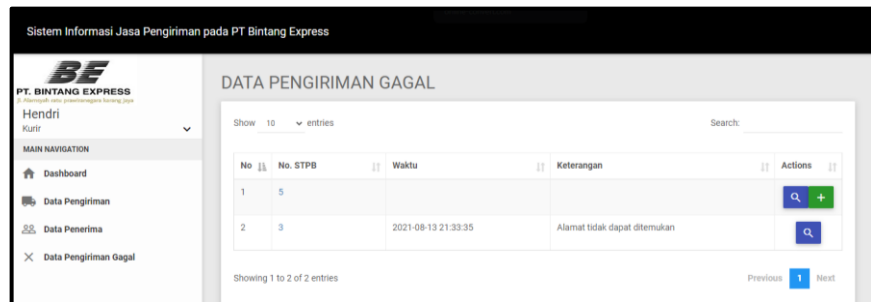 Sistem Informasi Jasa Pengiriman pada PT Bintang Express
BE
PT. BINTANG EXPRESS
Hendri
Kurir
MAIN NAVIGATION
Dashboard
Data Pengiriman
Data Penerima
Data Pengiriman Gagal
DATA PENGIRIMAN GAGAL
Show 10 entries Search:
No No. STPB Waktu Keterangan Actions
1 5
2 3 2021-08-13 21:33:35 Alamat tidak dapat ditemukan
Showing 1 to 2 of 2 entries Previous 1 Next